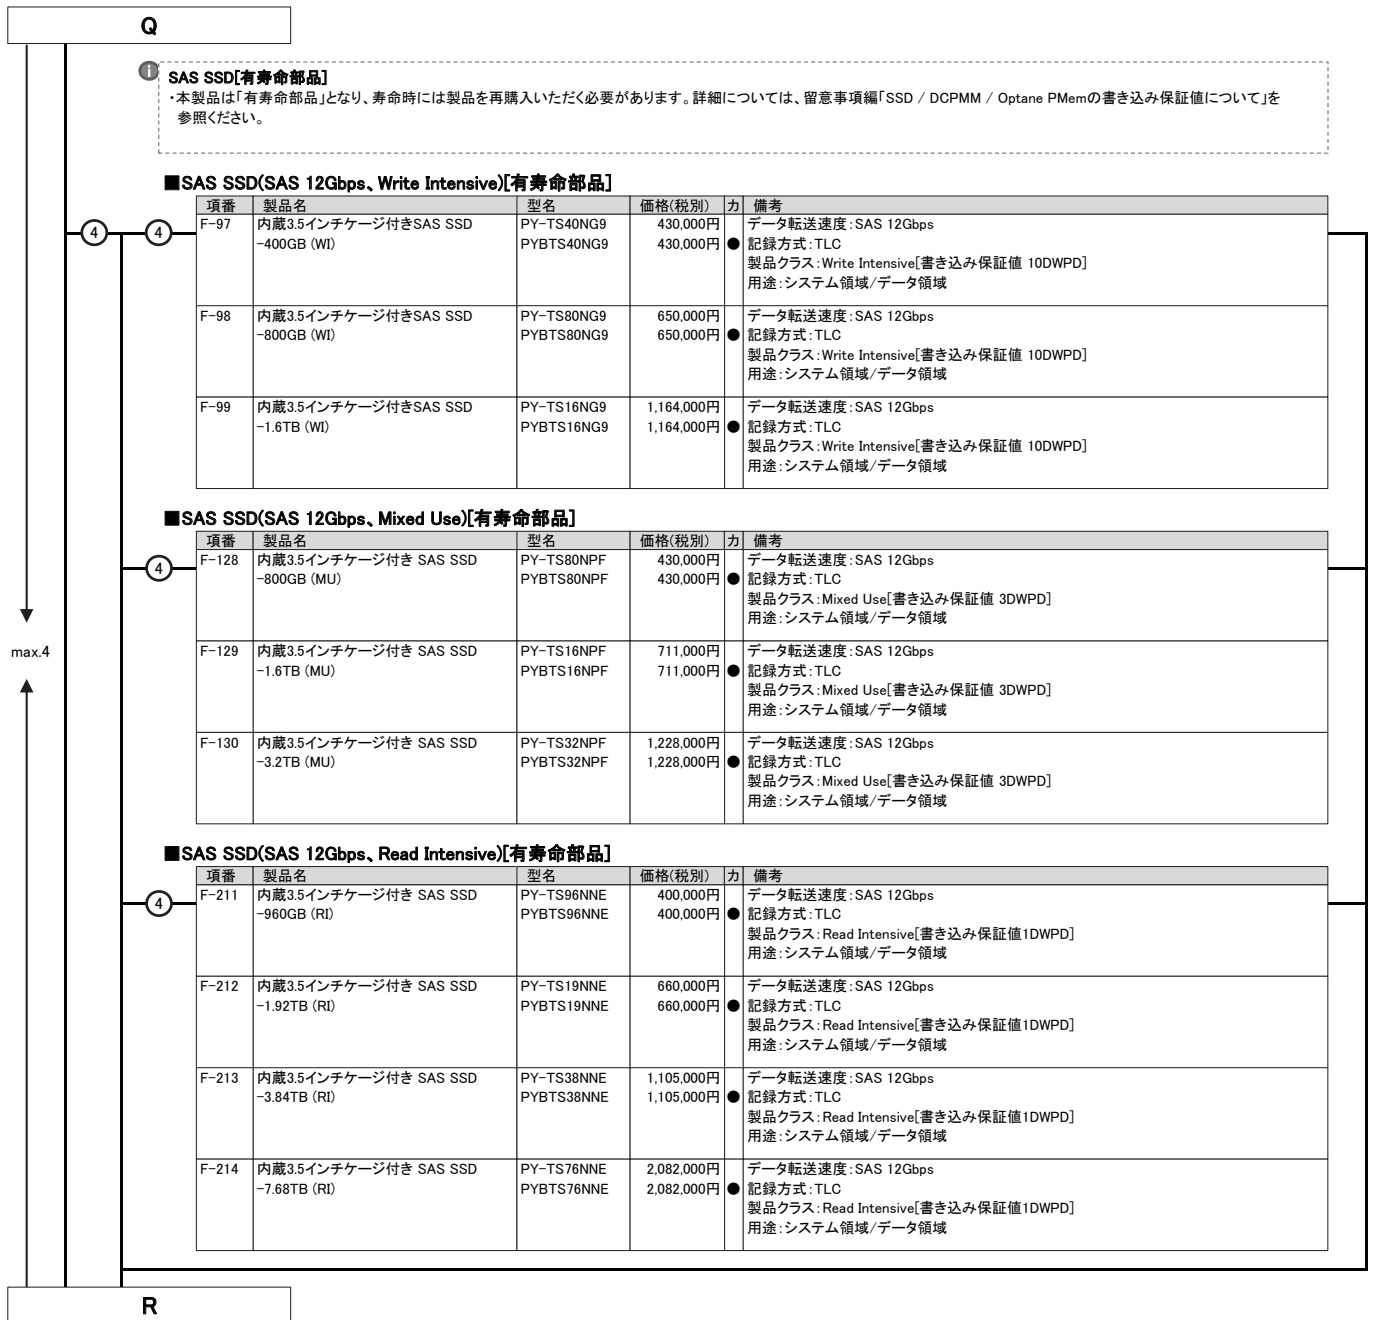 Q
i
SAS SSD[有寿命部品]
・本製品は「有寿命部品」となり、寿命時には製品を再購入いただく必要があります。詳細については、留意事項編「SSD / DCPMM / Optane PMemの書き込み保証値について」を
参照ください。
■SAS SSD(SAS 12Gbps、Write Intensive)[有寿命部品]
項番 製品名 型名 価格(税別) カ 備考
4 4 F-97 内蔵3.5インチケージ付きSAS SSD PY-TS40NG9 430,000円 データ転送速度:SAS 12Gbps
-400GB (WI) PYBTS40NG9 430,000円 ● 記録方式:TLC
製品クラス:Write Intensive[書き込み保証値 10DWPD]
用途:システム領域/データ領域
F-98 内蔵3.5インチケージ付きSAS SSD PY-TS80NG9 650,000円 データ転送速度:SAS 12Gbps
-800GB (WI) PYBTS80NG9 650,000円 ● 記録方式:TLC
製品クラス:Write Intensive[書き込み保証値 10DWPD]
用途:システム領域/データ領域
F-99 内蔵3.5インチケージ付きSAS SSD PY-TS16NG9 1,164,000円 データ転送速度:SAS 12Gbps
-1.6TB (WI) PYBTS16NG9 1,164,000円 ● 記録方式:TLC
製品クラス:Write Intensive[書き込み保証値 10DWPD]
用途:システム領域/データ領域
■SAS SSD(SAS 12Gbps、Mixed Use)[有寿命部品]
項番 製品名 型名 価格(税別) カ 備考
4 F-128 内蔵3.5インチケージ付き SAS SSD PY-TS80NPF 430,000円 データ転送速度:SAS 12Gbps
-800GB (MU) PYBTS80NPF 430,000円 ● 記録方式:TLC
製品クラス:Mixed Use[書き込み保証値 3DWPD]
用途:システム領域/データ領域
max.4
F-129 内蔵3.5インチケージ付き SAS SSD PY-TS16NPF 711,000円 データ転送速度:SAS 12Gbps
-1.6TB (MU) PYBTS16NPF 711,000円 ● 記録方式:TLC
製品クラス:Mixed Use[書き込み保証値 3DWPD]
用途:システム領域/データ領域
F-130 内蔵3.5インチケージ付き SAS SSD PY-TS32NPF 1,228,000円 データ転送速度:SAS 12Gbps
-3.2TB (MU) PYBTS32NPF 1,228,000円 ● 記録方式:TLC
製品クラス:Mixed Use[書き込み保証値 3DWPD]
用途:システム領域/データ領域
■SAS SSD(SAS 12Gbps、Read Intensive)[有寿命部品]
項番 製品名 型名 価格(税別) カ 備考
4 F-211 内蔵3.5インチケージ付き SAS SSD PY-TS96NNE 400,000円 データ転送速度:SAS 12Gbps
-960GB (RI) PYBTS96NNE 400,000円 ● 記録方式:TLC
製品クラス:Read Intensive[書き込み保証値1DWPD]
用途:システム領域/データ領域
F-212 内蔵3.5インチケージ付き SAS SSD PY-TS19NNE 660,000円 データ転送速度:SAS 12Gbps
-1.92TB (RI) PYBTS19NNE 660,000円 ● 記録方式:TLC
製品クラス:Read Intensive[書き込み保証値1DWPD]
用途:システム領域/データ領域
F-213 内蔵3.5インチケージ付き SAS SSD PY-TS38NNE 1,105,000円 データ転送速度:SAS 12Gbps
-3.84TB (RI) PYBTS38NNE 1,105,000円 ● 記録方式:TLC
製品クラス:Read Intensive[書き込み保証値1DWPD]
用途:システム領域/データ領域
F-214 内蔵3.5インチケージ付き SAS SSD PY-TS76NNE 2,082,000円 データ転送速度:SAS 12Gbps
-7.68TB (RI) PYBTS76NNE 2,082,000円 ● 記録方式:TLC
製品クラス:Read Intensive[書き込み保証値1DWPD]
用途:システム領域/データ領域
R